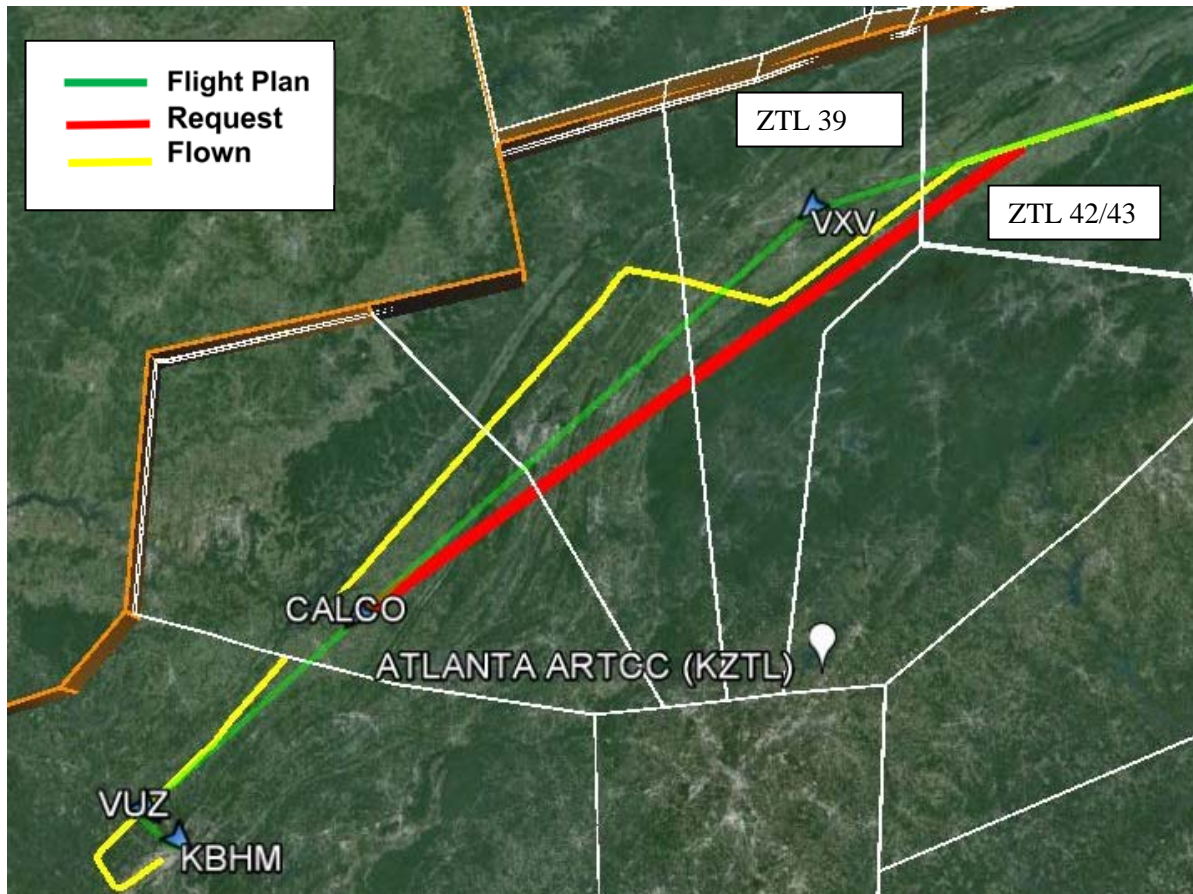 Flight Plan
Request
Flown
ZTL 39
VXV
ZTL 42/43
CALCO
ATLANTA ARTCC (KZTL)
VUZ
KBHM